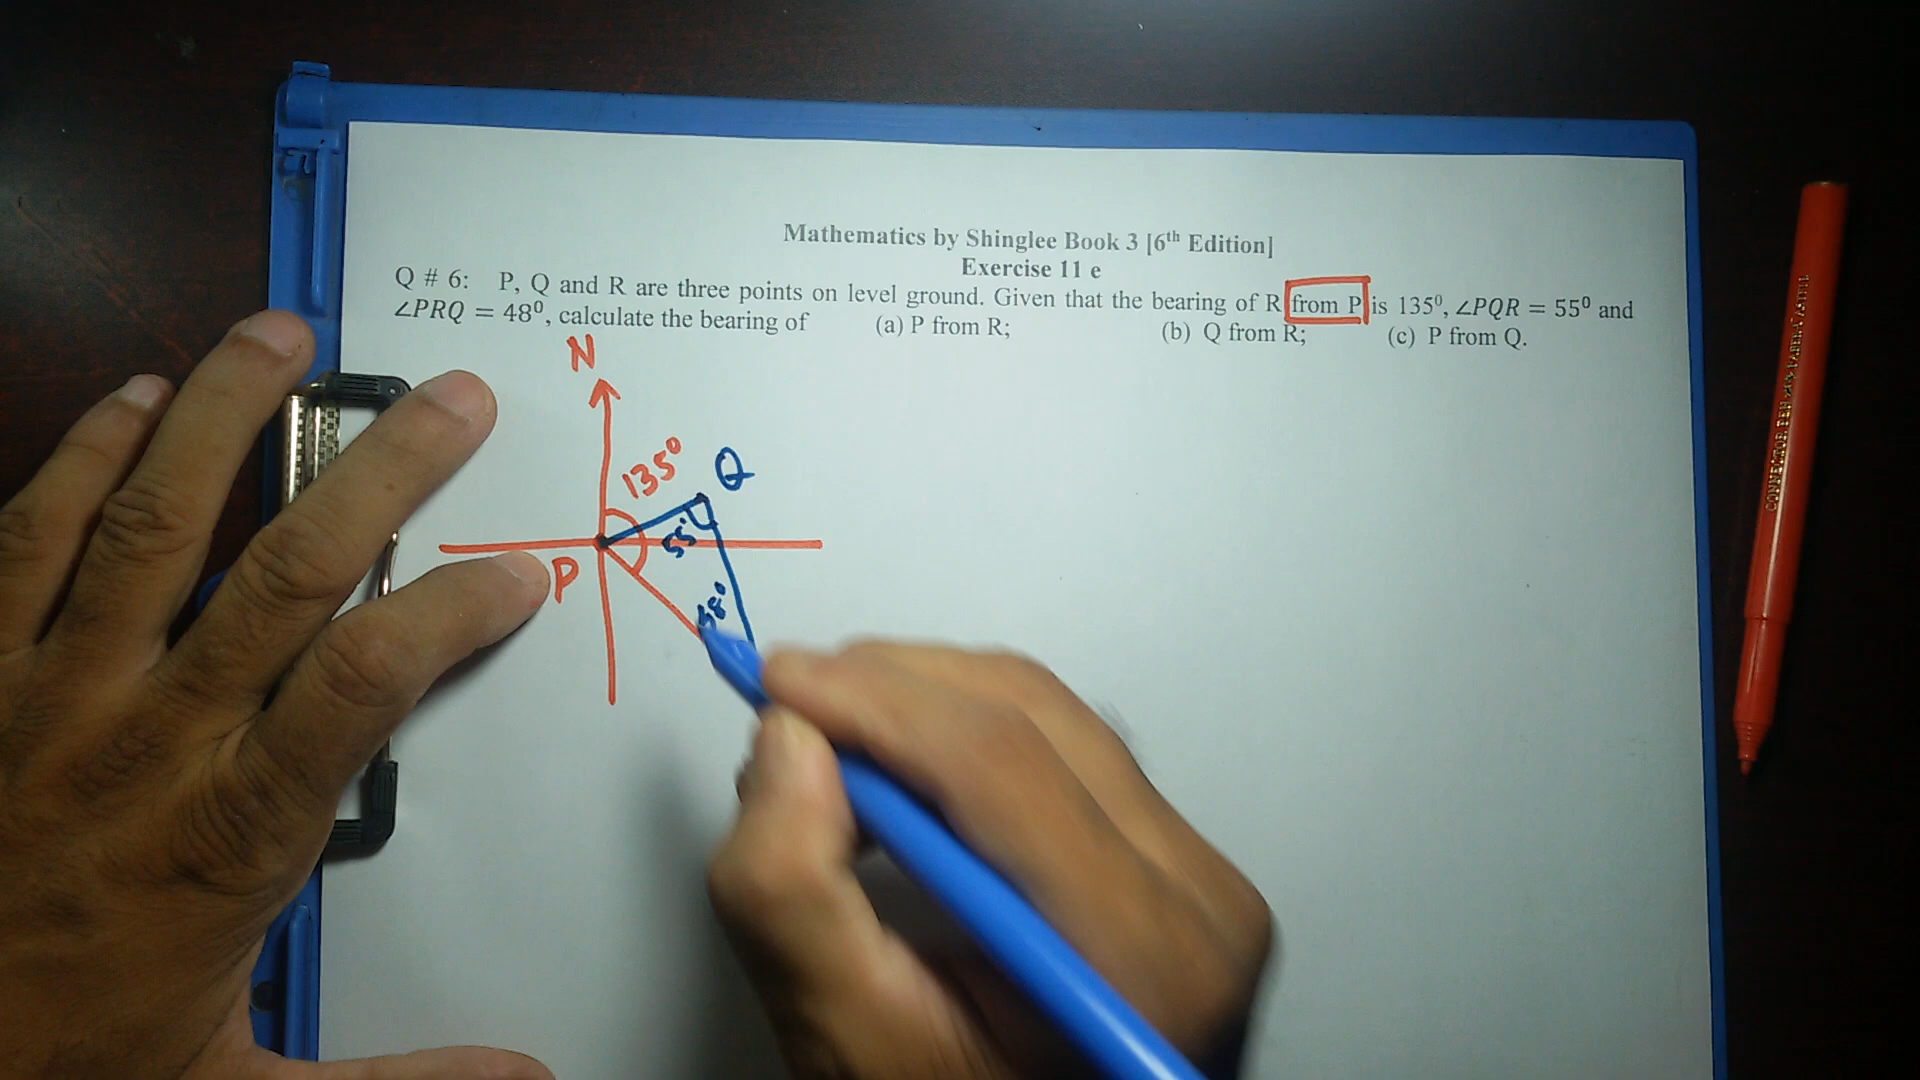 Mathematics by Shinglee Book 3 [6th Edition]
Exercise 11 e
Q # 6: P, Q and R are three points on level ground. Given that the bearing of R from P is 135⁰, ∠PQR = 55⁰ and
∠PRQ = 48⁰, calculate the bearing of (a) P from R; (b) Q from R; (c) P from Q.
N
135⁰
Q
55°
P
48⁰